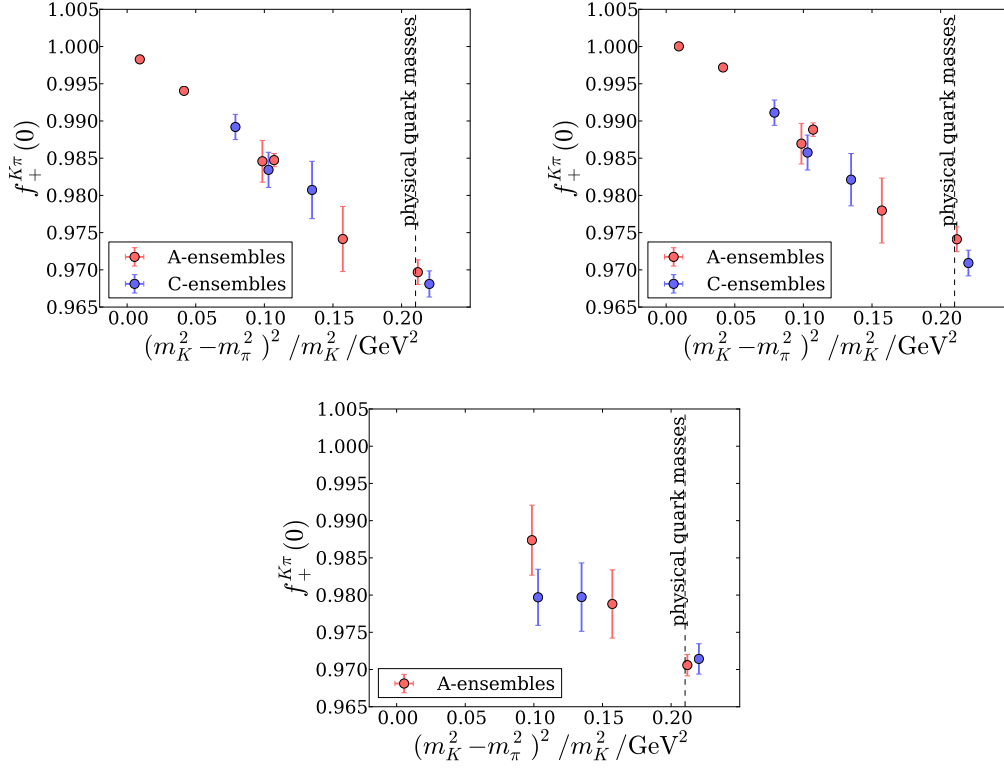 1.005
1.000
0.995
0.990
0.985
0.980
0.975
0.970
0.965
f_+^{Kπ}(0)
physical quark masses
A-ensembles
C-ensembles
0.00 0.05 0.10 0.15 0.20
(m_K^2 − m_π^2)^2 /m_K^2 /GeV^2
1.005
1.000
0.995
0.990
0.985
0.980
0.975
0.970
0.965
f_+^{Kπ}(0)
physical quark masses
A-ensembles
C-ensembles
0.00 0.05 0.10 0.15 0.20
(m_K^2 − m_π^2)^2 /m_K^2 /GeV^2
1.005
1.000
0.995
0.990
0.985
0.980
0.975
0.970
0.965
f_+^{Kπ}(0)
physical quark masses
A-ensembles
0.00 0.05 0.10 0.15 0.20
(m_K^2 − m_π^2)^2 /m_K^2 /GeV^2